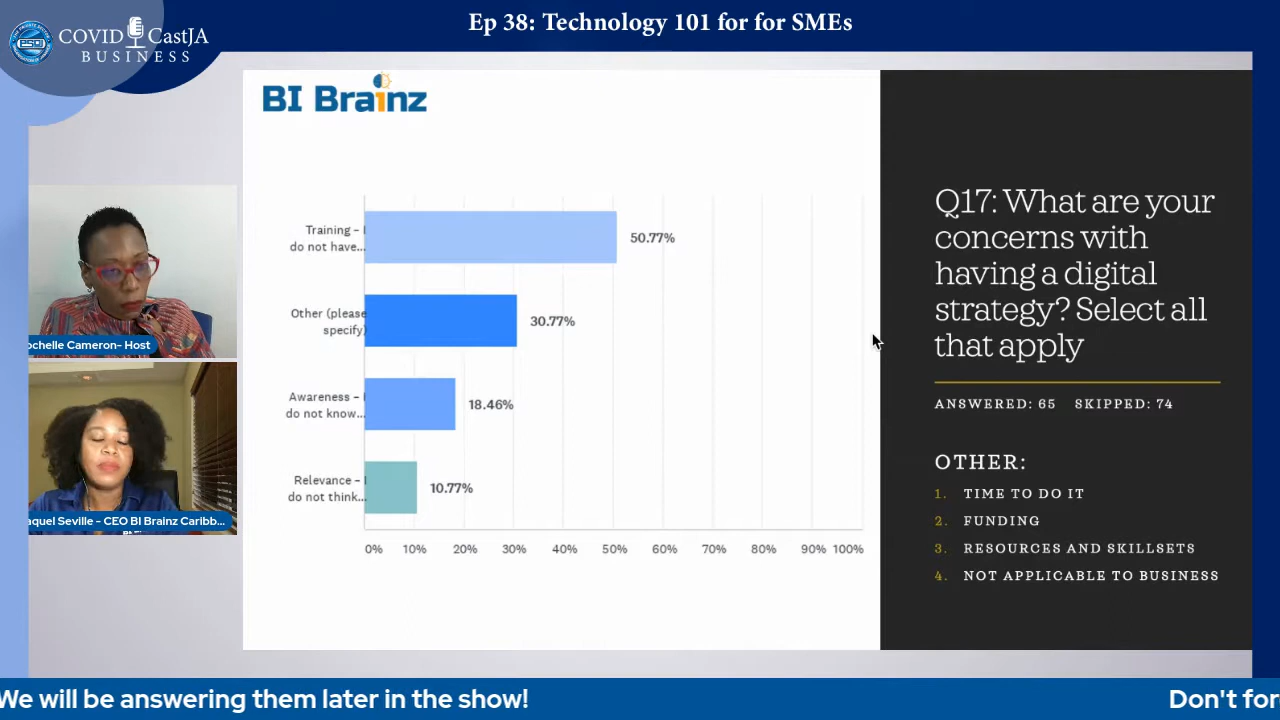 Ep 38: Technology 101 for for SMEs
PSOJ
COVID CastJA
BUSINESS
BI Brainz
Training – I
do not have...
50.77%
Other (please
specify)
30.77%
Awareness – I
do not know...
18.46%
Relevance – I
do not think...
10.77%
0% 10% 20% 30% 40% 50% 60% 70% 80% 90% 100%
Q17: What are your
concerns with
having a digital
strategy? Select all
that apply
ANSWERED: 65 SKIPPED: 74
OTHER:
1. TIME TO DO IT
2. FUNDING
3. RESOURCES AND SKILLSETS
4. NOT APPLICABLE TO BUSINESS
ochelle Cameron- Host
aquel Seville - CEO BI Brainz Caribb...
We will be answering them later in the show!
Don't for